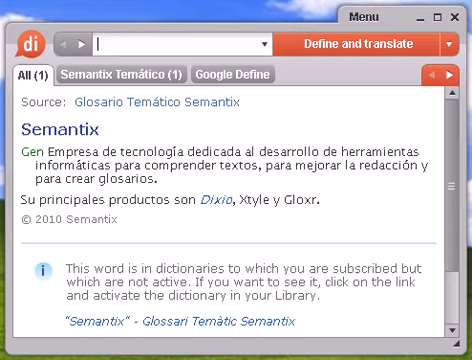 Menu
di
Define and translate
All (1) Semantix Temático (1) Google Define
Source: Glosario Temático Semantix
Semantix
Gen Empresa de tecnología dedicada al desarrollo de herramientas
informáticas para comprender textos, para mejorar la redacción y
para crear glosarios.
Su principales productos son Dixio, Xtyle y Gloxr.
© 2010 Semantix
This word is in dictionaries to which you are subscribed but
which are not active. If you want to see it, click on the link
and activate the dictionary in your Library.
"Semantix" - Glossari Temàtic Semantix